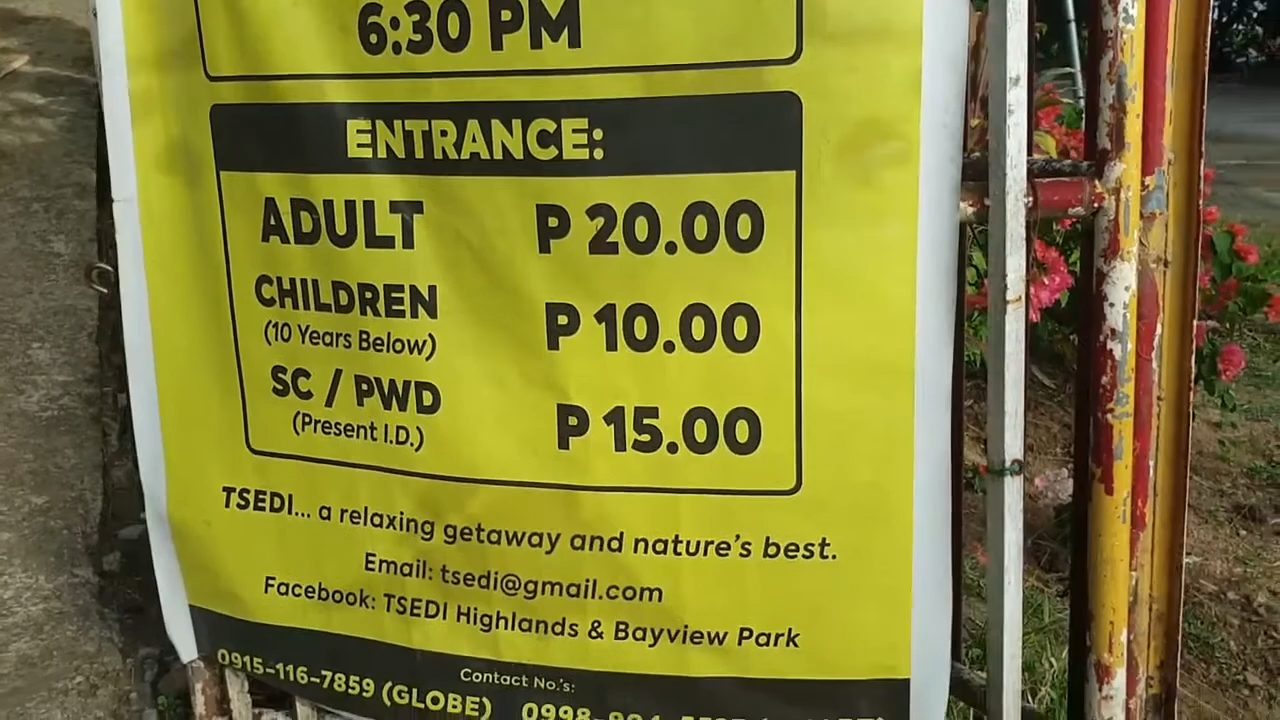 6:30 PM
ENTRANCE:
ADULT P 20.00
CHILDREN P 10.00
(10 Years Below)
SC / PWD P 15.00
(Present I.D.)
TSEDI... a relaxing getaway and nature's best.
Email: tsedi@gmail.com
Facebook: TSEDI Highlands & Bayview Park
Contact No.'s:
0915-116-7859 (GLOBE)